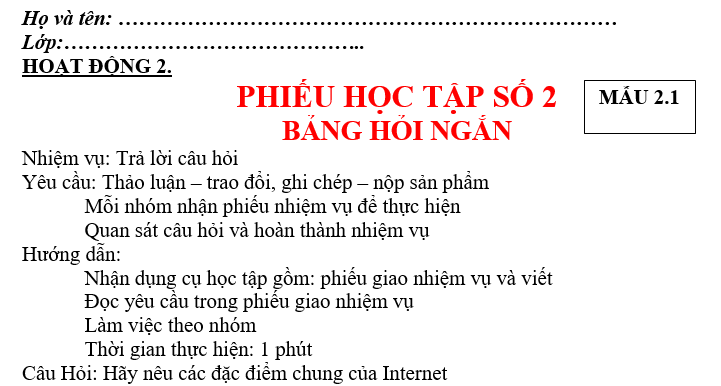 Họ và tên: ……………………………………………………………
Lớp:…………………………………..
HOẠT ĐỘNG 2.
PHIẾU HỌC TẬP SỐ 2
MẪU 2.1
BẢNG HỎI NGẮN
Nhiệm vụ: Trả lời câu hỏi
Yêu cầu: Thảo luận – trao đổi, ghi chép – nộp sản phẩm
Mỗi nhóm nhận phiếu nhiệm vụ để thực hiện
Quan sát câu hỏi và hoàn thành nhiệm vụ
Hướng dẫn:
Nhận dụng cụ học tập gồm: phiếu giao nhiệm vụ và viết
Đọc yêu cầu trong phiếu giao nhiệm vụ
Làm việc theo nhóm
Thời gian thực hiện: 1 phút
Câu Hỏi: Hãy nêu các đặc điểm chung của Internet